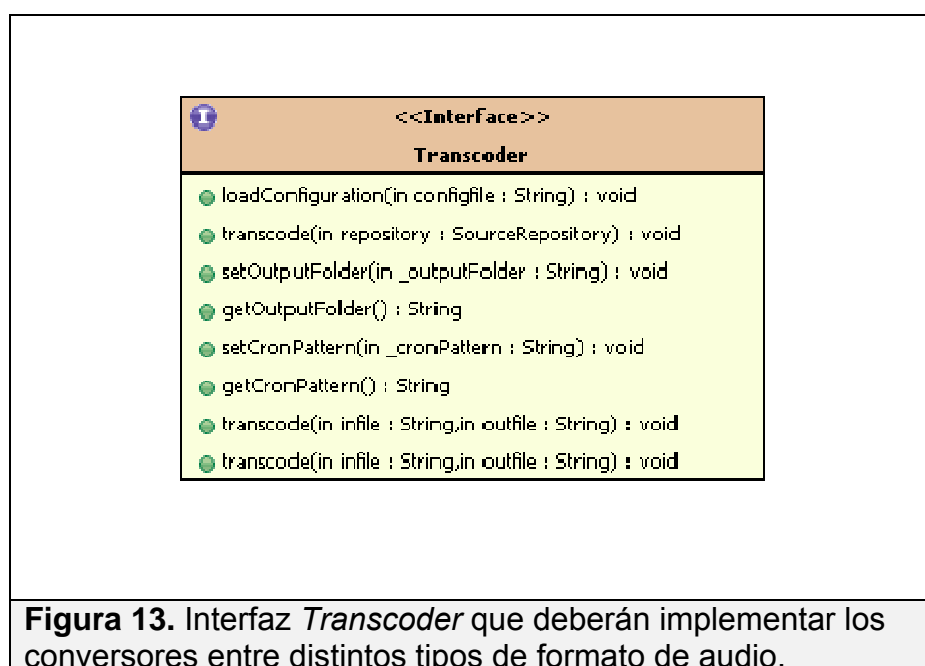 I
<<Interface>>
Transcoder
loadConfiguration(in configfile : String) : void
transcode(in repository : SourceRepository) : void
setOutputFolder(in _outputFolder : String) : void
getOutputFolder() : String
setCronPattern(in _cronPattern : String) : void
getCronPattern() : String
transcode(in infile : String,in outfile : String) : void
transcode(in infile : String,in outfile : String) : void
Figura 13. Interfaz Transcoder que deberán implementar los
conversores entre distintos tipos de formato de audio.